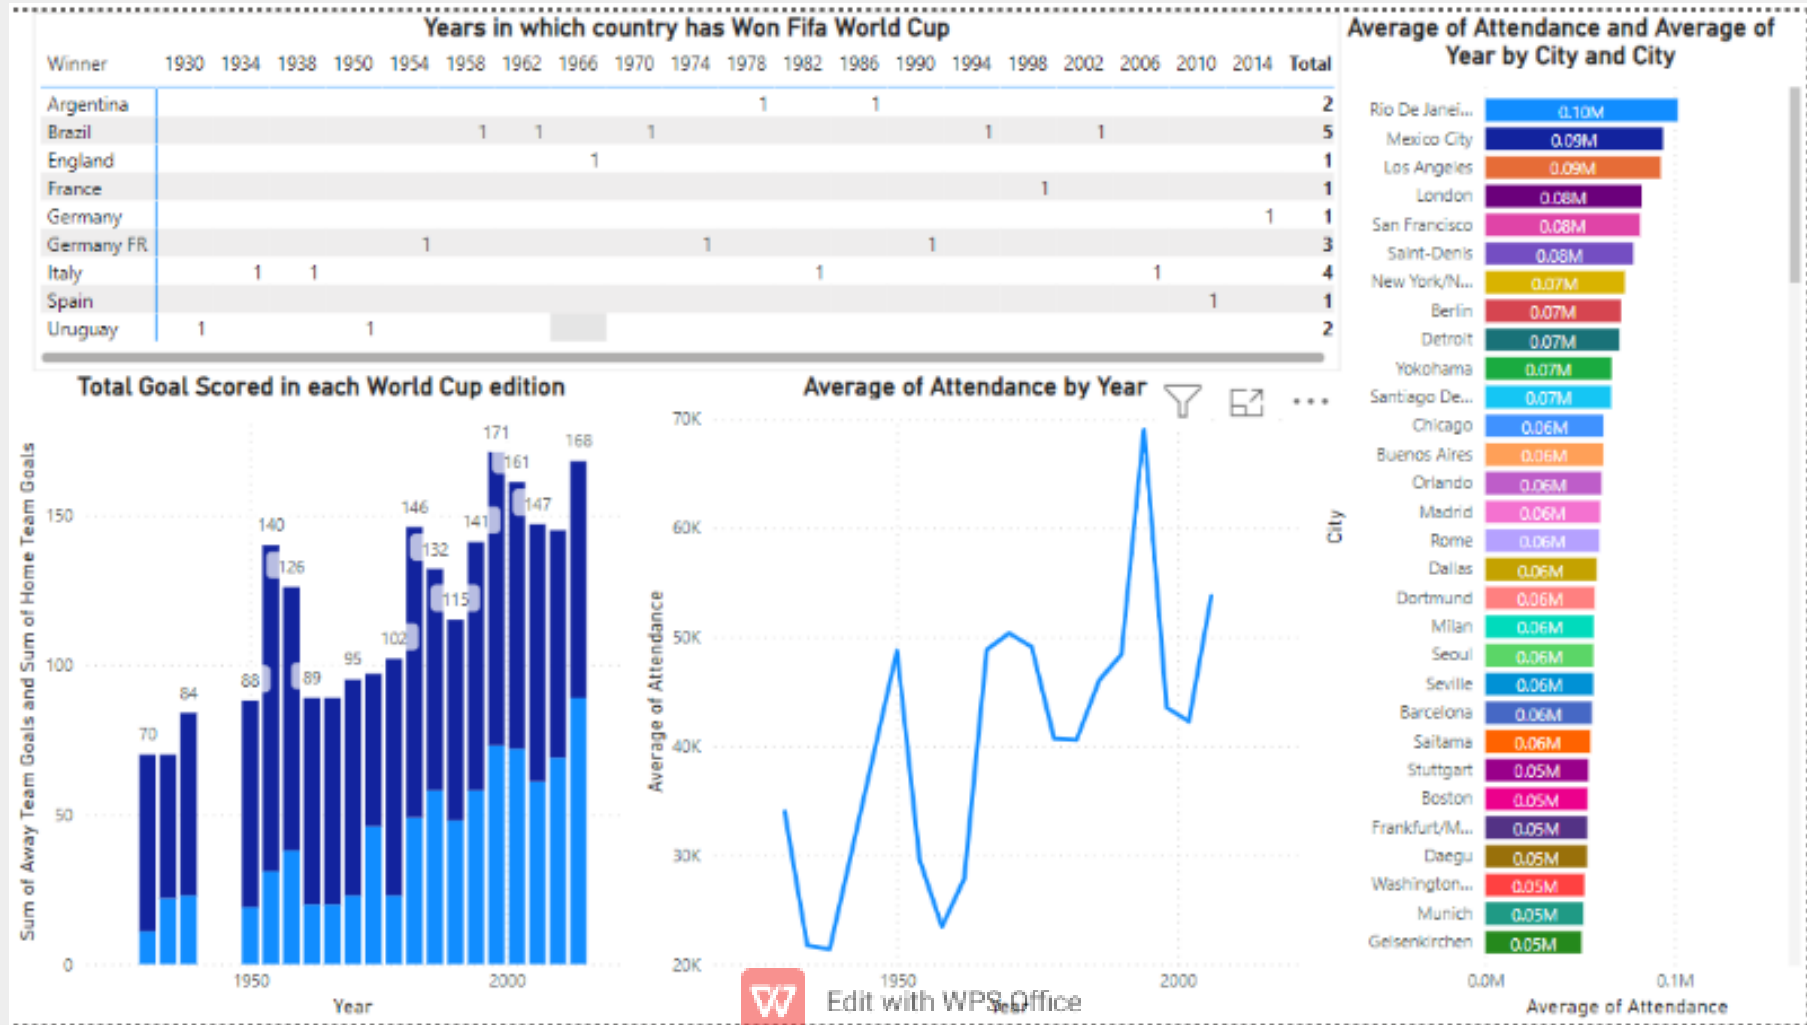 Years in which country has Won Fifa World Cup
Winner 1930 1934 1938 1950 1954 1958 1962 1966 1970 1974 1978 1982 1986 1990 1994 1998 2002 2006 2010 2014 Total
Argentina 1 1 2
Brazil 1 1 1 1 1 5
England 1 1
France 1 1
Germany 1 1
Germany FR 1 1 1 3
Italy 1 1 1 1 4
Spain 1 1
Uruguay 1 1 2
Total Goal Scored in each World Cup edition
Sum of Away Team Goals and Sum of Home Team Goals
150
100
50
0
70
84
88
140
126
89
95
102
146
132
115
141
171
161
147
168
1950 2000
Year
Average of Attendance by Year
Average of Attendance
70K
60K
50K
40K
30K
20K
1950 2000
Year
Edit with WPS Office
Average of Attendance and Average of
Year by City and City
City
Rio De Janei... 0.10M
Mexico City 0.09M
Los Angeles 0.09M
London 0.08M
San Francisco 0.08M
Saint-Denis 0.08M
New York/N... 0.07M
Berlin 0.07M
Detroit 0.07M
Yokohama 0.07M
Santiago De... 0.07M
Chicago 0.06M
Buenos Aires 0.06M
Orlando 0.06M
Madrid 0.06M
Rome 0.06M
Dallas 0.06M
Dortmund 0.06M
Milan 0.06M
Seoul 0.06M
Seville 0.06M
Barcelona 0.06M
Saitama 0.06M
Stuttgart 0.05M
Boston 0.05M
Frankfurt/M... 0.05M
Daegu 0.05M
Washington... 0.05M
Munich 0.05M
Gelsenkirchen 0.05M
0.0M 0.1M
Average of Attendance